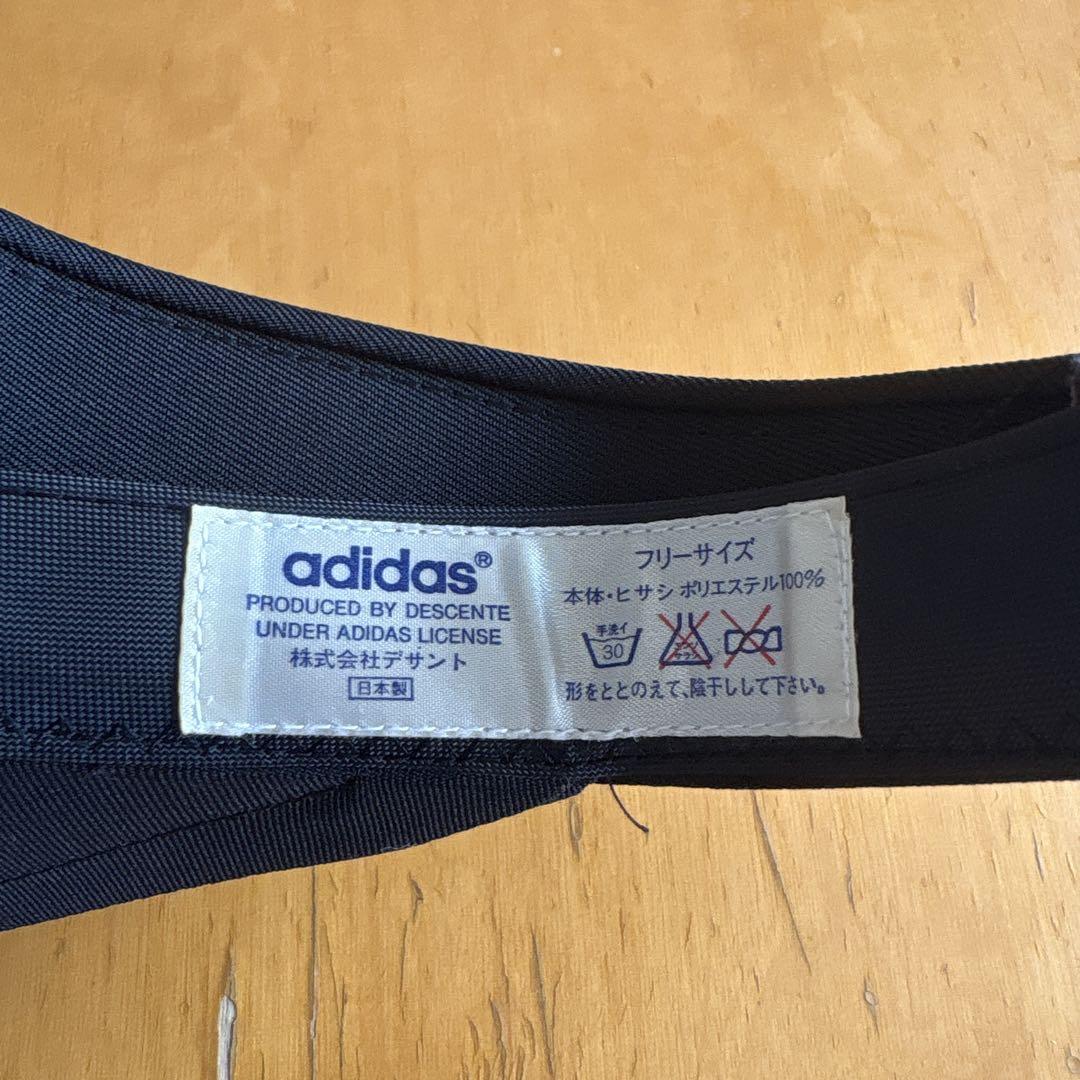 adidas®
PRODUCED BY DESCENTE
UNDER ADIDAS LICENSE
株式会社デサント
日本製
フリーサイズ
本体・ヒサシ ポリエステル100%
手洗イ
30
形をととのえて、陰干しして下さい。